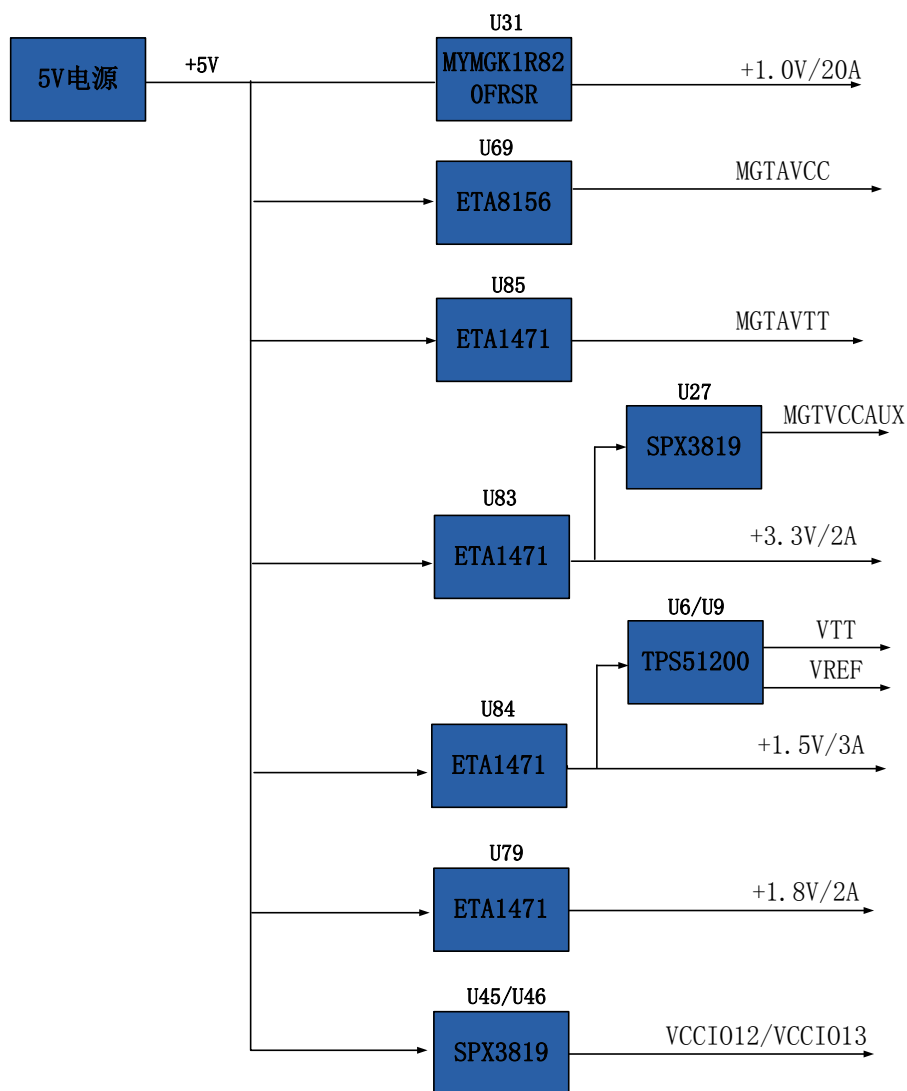 U31
5V电源
+5V
MYMGK1R82
0FRSR
+1.0V/20A
U69
ETA8156
MGTAVCC
U85
ETA1471
MGTAVTT
U27
SPX3819
MGTVCCAUX
U83
ETA1471
+3.3V/2A
U6/U9
TPS51200
VTT
VREF
U84
ETA1471
+1.5V/3A
U79
ETA1471
+1.8V/2A
U45/U46
SPX3819
VCCIO12/VCCIO13